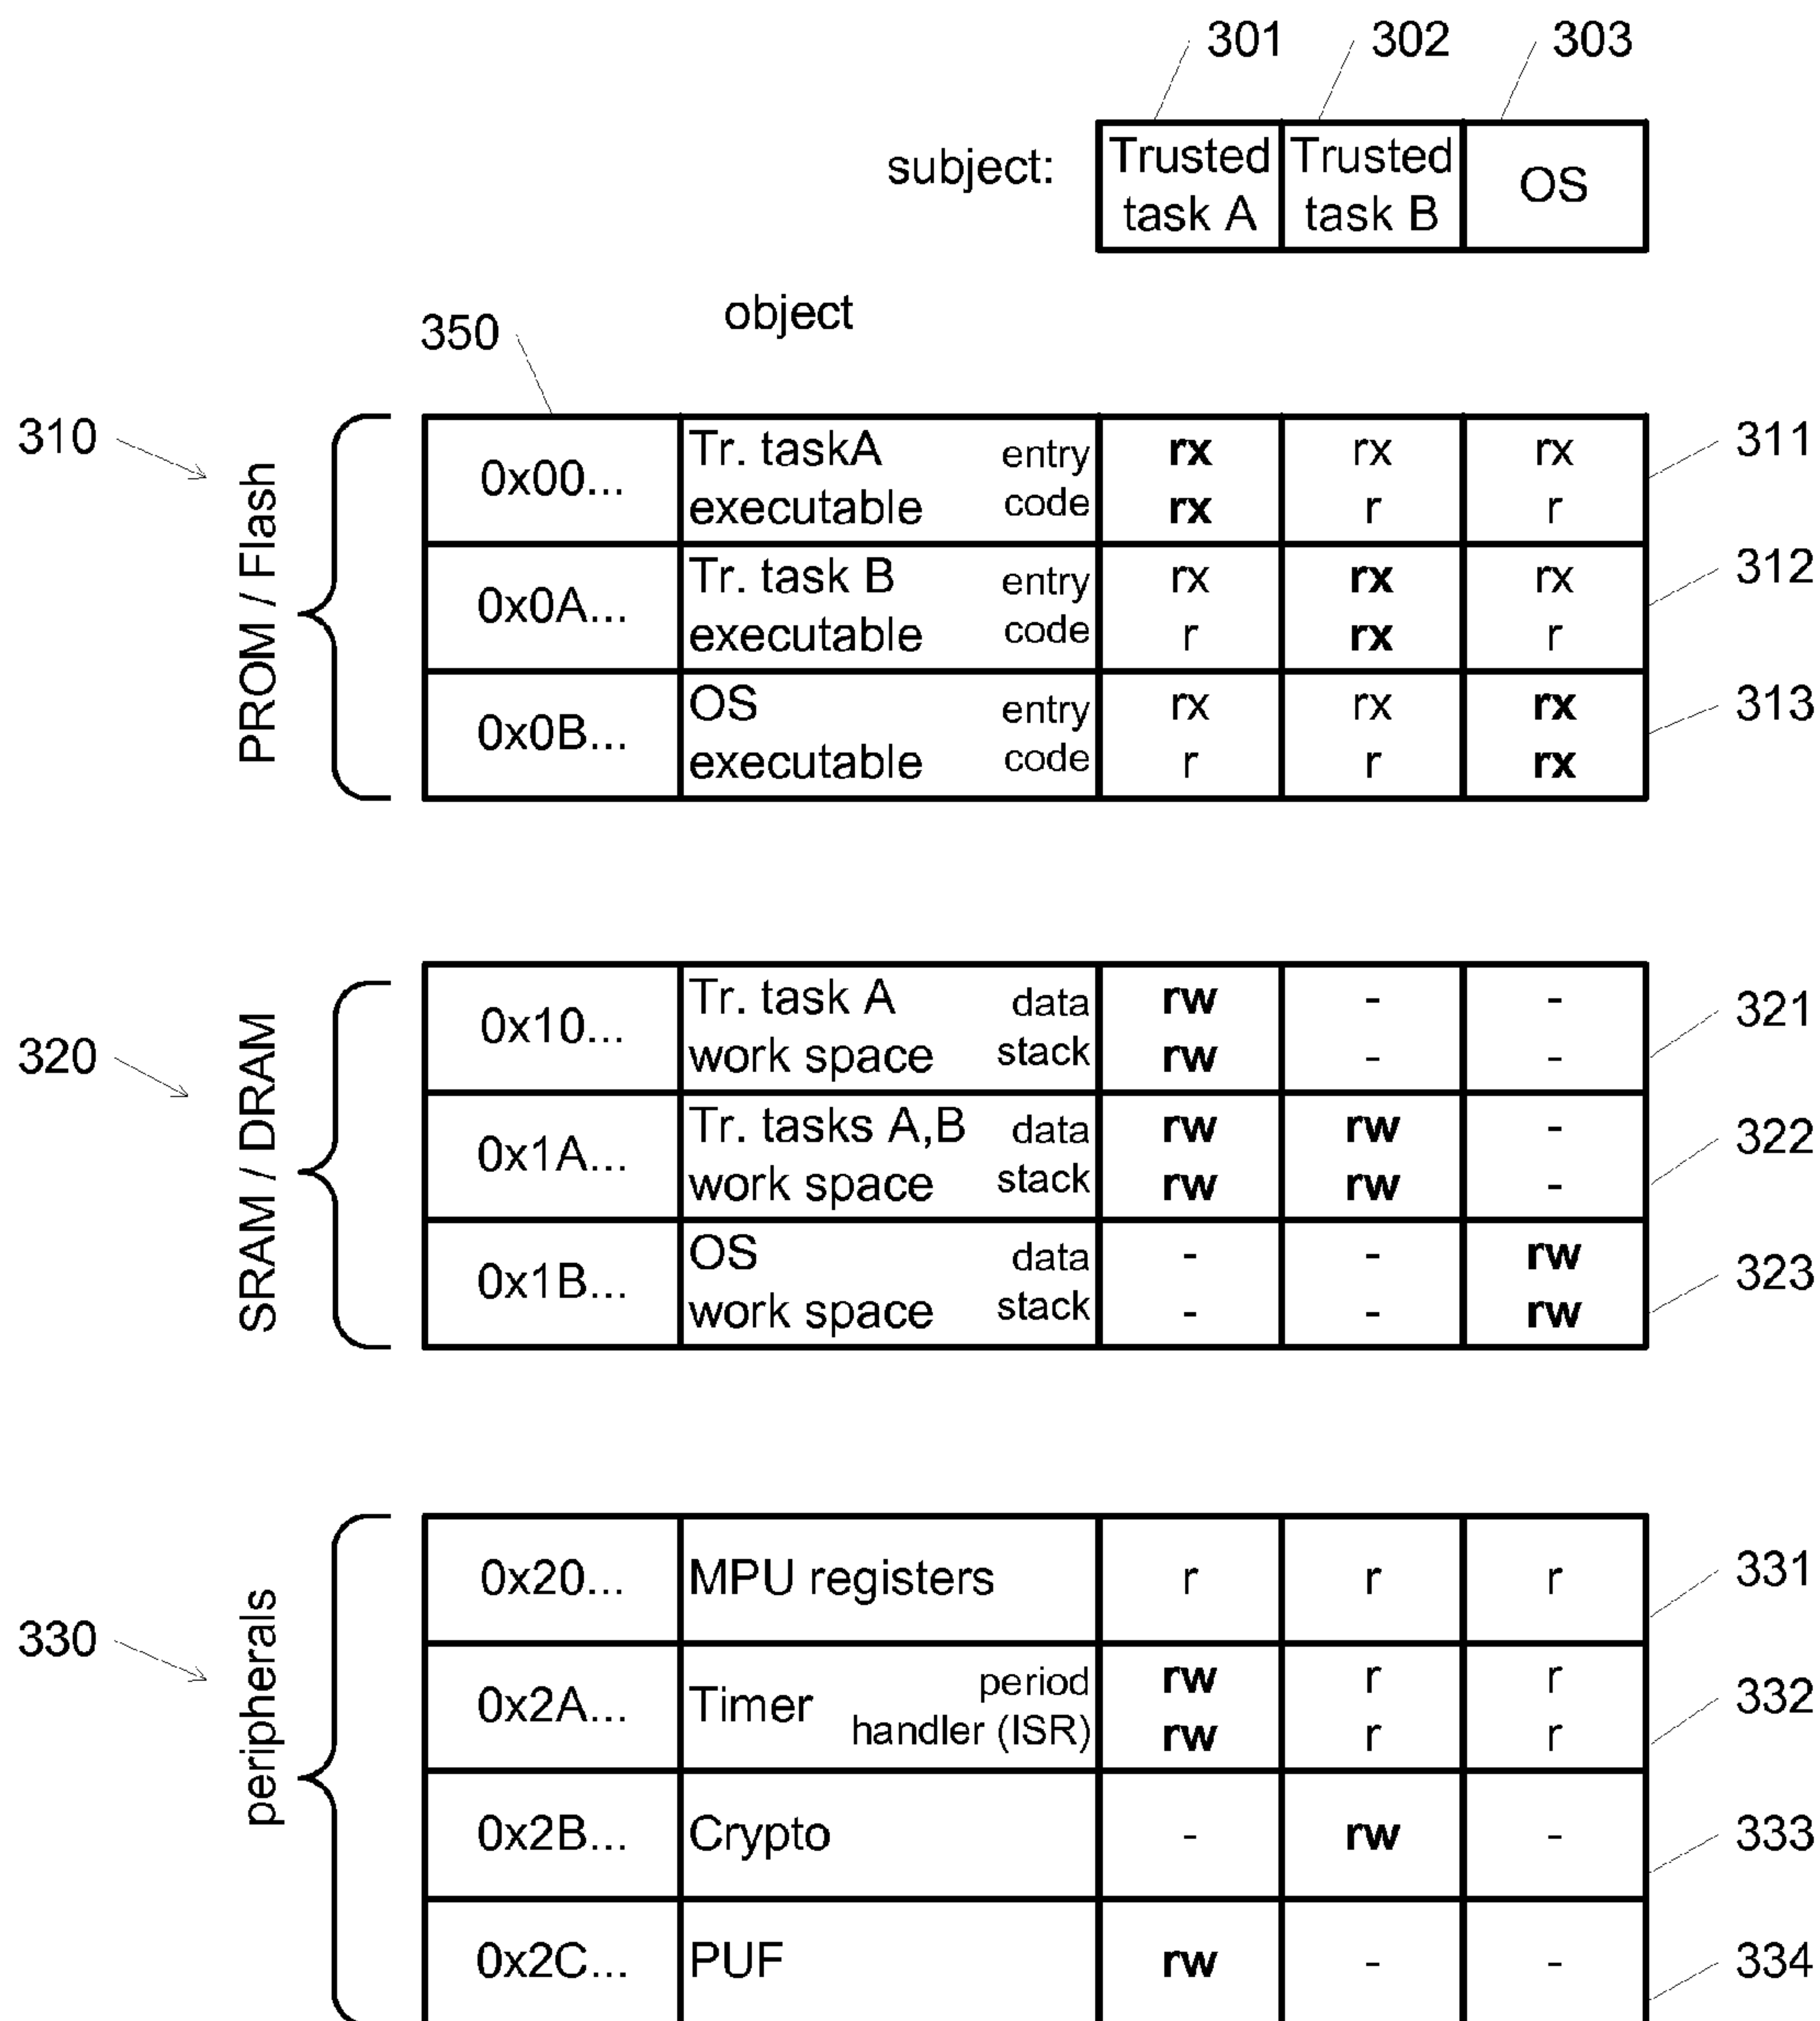 301 302 303
subject: Trusted task A Trusted task B OS
350 object
310 PROM / Flash
0x00... Tr. taskA entry rx rx rx 311
executable code rx r r
0x0A... Tr. task B entry rx rx rx 312
executable code r rx r
0x0B... OS entry rx rx rx 313
executable code r r rx
320 SRAM / DRAM
0x10... Tr. task A data rw - - 321
work space stack rw - -
0x1A... Tr. tasks A,B data rw rw - 322
work space stack rw rw -
0x1B... OS data - - rw 323
work space stack - - rw
330 peripherals
0x20... MPU registers r r r 331
0x2A... Timer period rw r r 332
handler (ISR) rw r r
0x2B... Crypto - rw - 333
0x2C... PUF rw - - 334